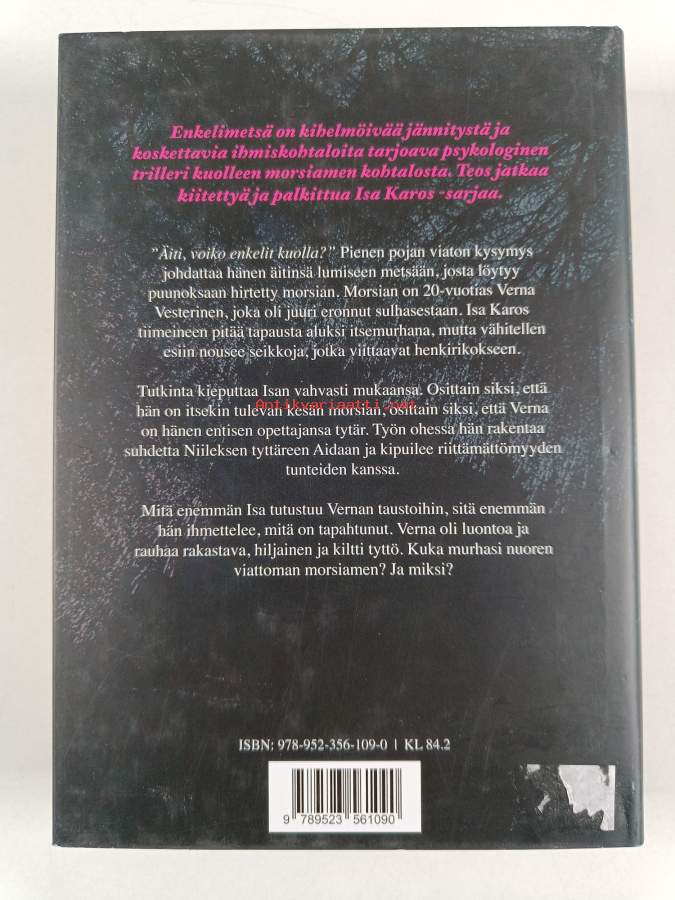 Enkelimetsä on kihelmöivää jännitystä ja
koskettavia ihmiskohtaloita tarjoava psykologinen
trilleri kuolleen morsiamen kohtalosta. Teos jatkaa
kiitettyä ja palkittua Isa Karos -sarjaa.
"Äiti, voiko enkelit kuolla?" Pienen pojan viaton kysymys
johdattaa hänen äitinsä lumiseen metsään, josta löytyy
puunoksaan hirtetty morsian. Morsian on 20-vuotias Verna
Vesterinen, joka oli juuri eronnut sulhasestaan. Isa Karos
tiimeineen pitää tapausta aluksi itsemurhana, mutta vähitellen
esiin nousee seikkoja, jotka viittaavat henkirikokseen.
Tutkinta kieputtaa Isan vahvasti mukaansa. Osittain siksi, että
Antikvariaatti.net
hän on itsekin tulevan kesän morsian, osittain siksi, että Verna
on hänen entisen opettajansa tytär. Työn ohessa hän rakentaa
suhdetta Niileksen tyttäreen Aidaan ja kipuilee riittämättömyyden
tunteiden kanssa.
Mitä enemmän Isa tutustuu Vernan taustoihin, sitä enemmän
hän ihmettelee, mitä on tapahtunut. Verna oli luontoa ja
rauhaa rakastava, hiljainen ja kiltti tyttö. Kuka murhasi nuoren
viattoman morsiamen? Ja miksi?
ISBN: 978-952-356-109-0 | KL 84.2
9 789523 561090